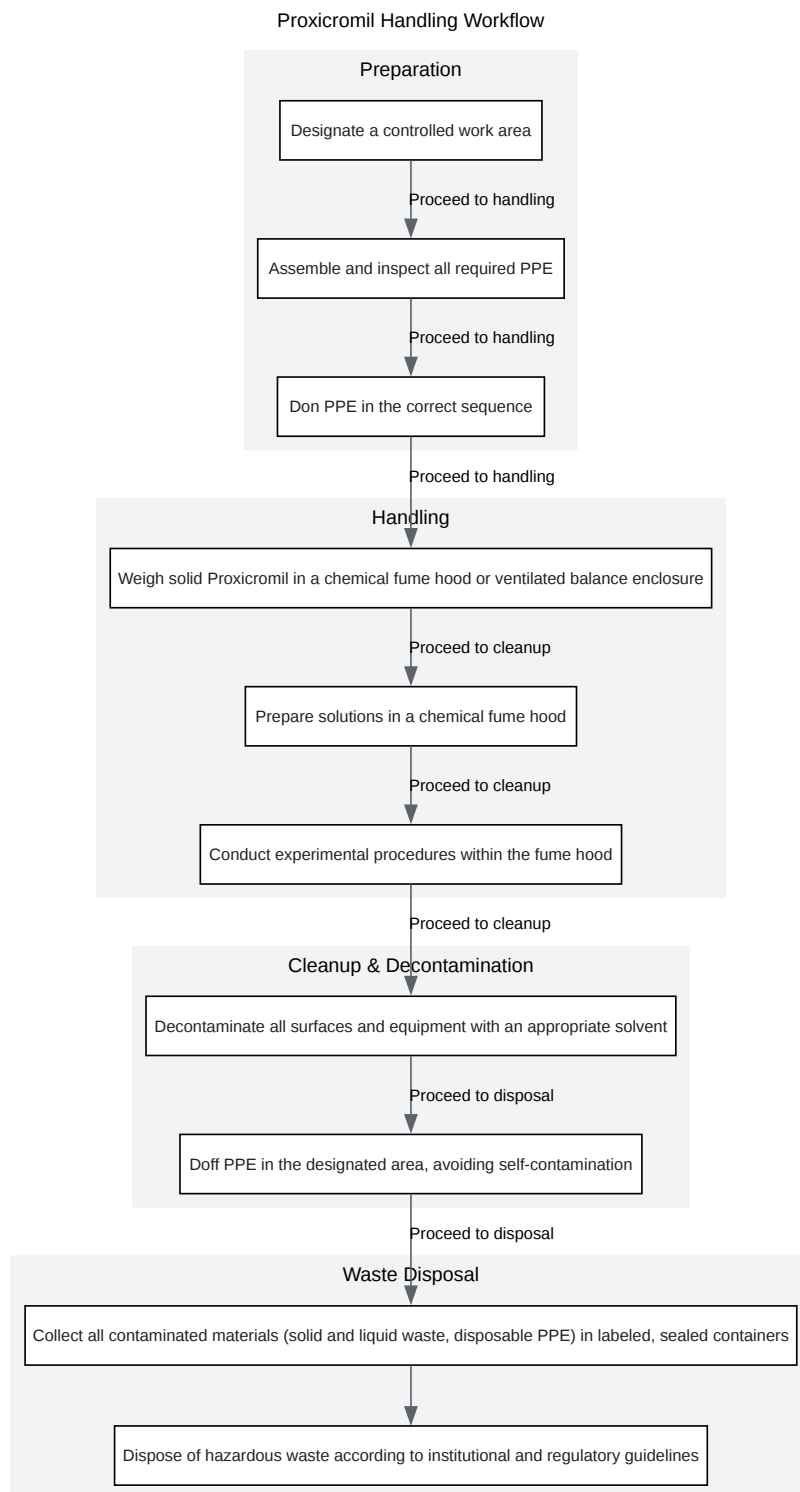 Proxicromil Handling Workflow
Preparation
Designate a controlled work area
Proceed to handling
Assemble and inspect all required PPE
Proceed to handling
Don PPE in the correct sequence
Proceed to handling
Handling
Weigh solid Proxicromil in a chemical fume hood or ventilated balance enclosure
Proceed to cleanup
Prepare solutions in a chemical fume hood
Proceed to cleanup
Conduct experimental procedures within the fume hood
Proceed to cleanup
Cleanup & Decontamination
Decontaminate all surfaces and equipment with an appropriate solvent
Proceed to disposal
Doff PPE in the designated area, avoiding self-contamination
Proceed to disposal
Waste Disposal
Collect all contaminated materials (solid and liquid waste, disposable PPE) in labeled, sealed containers
Dispose of hazardous waste according to institutional and regulatory guidelines